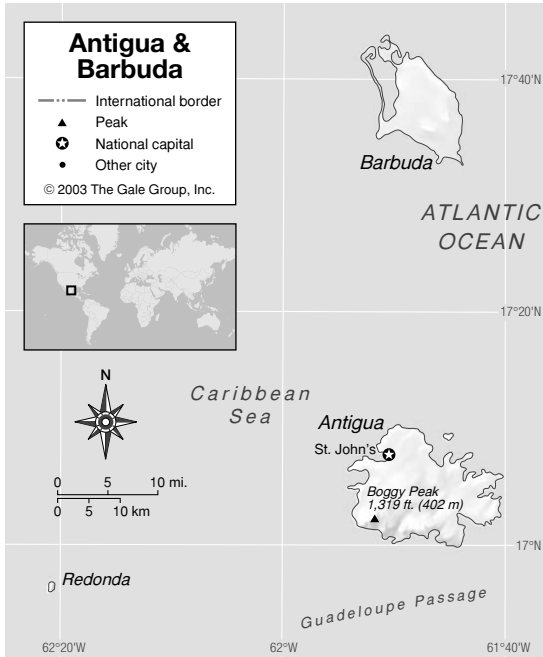 Antigua &
Barbuda
International border
Peak
National capital
Other city
© 2003 The Gale Group, Inc.
17°40'N
Barbuda
ATLANTIC
OCEAN
17°20'N
N
Caribbean
Sea
Antigua
St. John's
0 5 10 mi.
0 5 10 km
Boggy Peak
1,319 ft. (402 m)
17°N
Redonda
Guadeloupe Passage
62°20'W
62°W
61°40'W